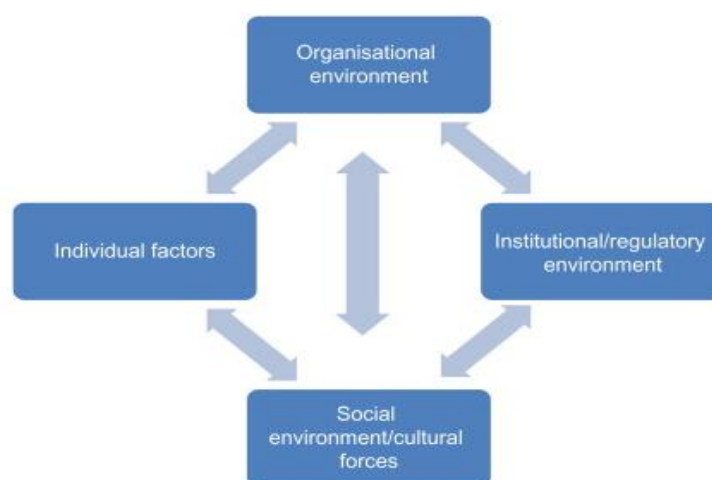 Organisational
environment
Individual factors
Institutional/regulatory
environment
Social
environment/cultural
forces